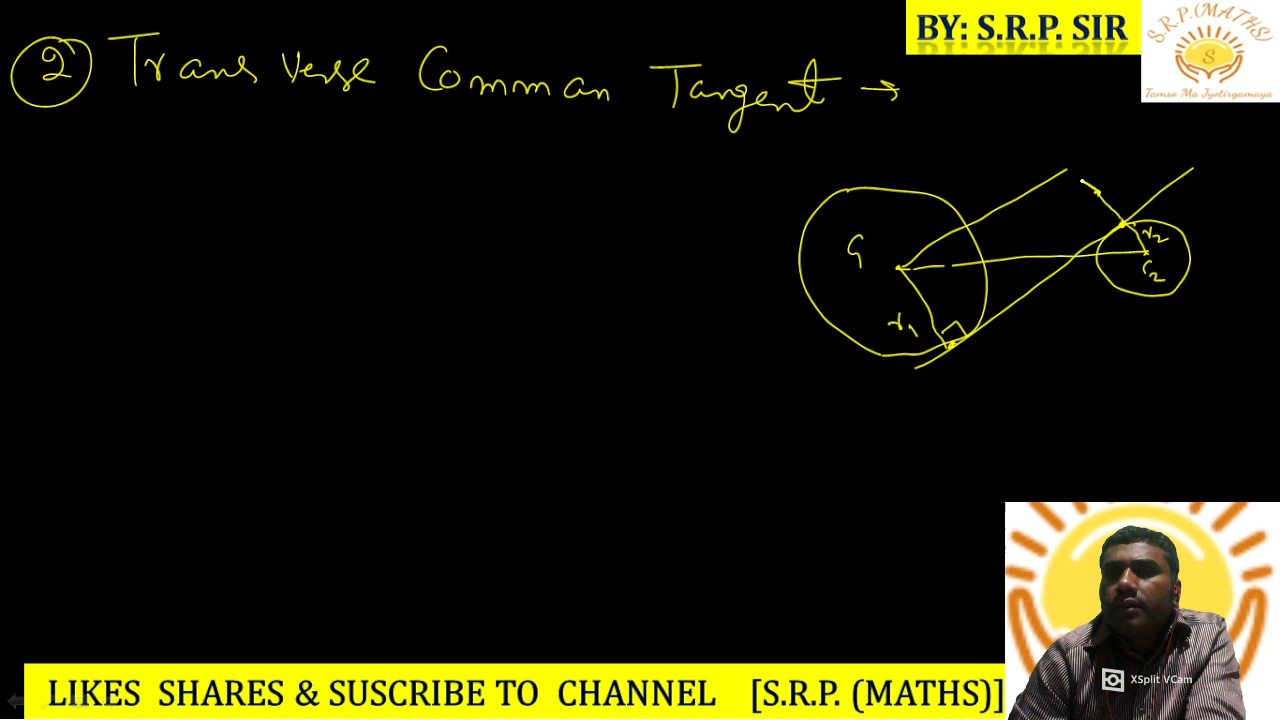 BY: S.R.P. SIR
S.R.P.(MATHS)
S
Tamso Ma Jyotirgamaya
2 Transverse Comman Tangent →
C1
r1
r2
C2
XSplit VCam
LIKES SHARES & SUSCRIBE TO CHANNEL [S.R.P. (MATHS)]